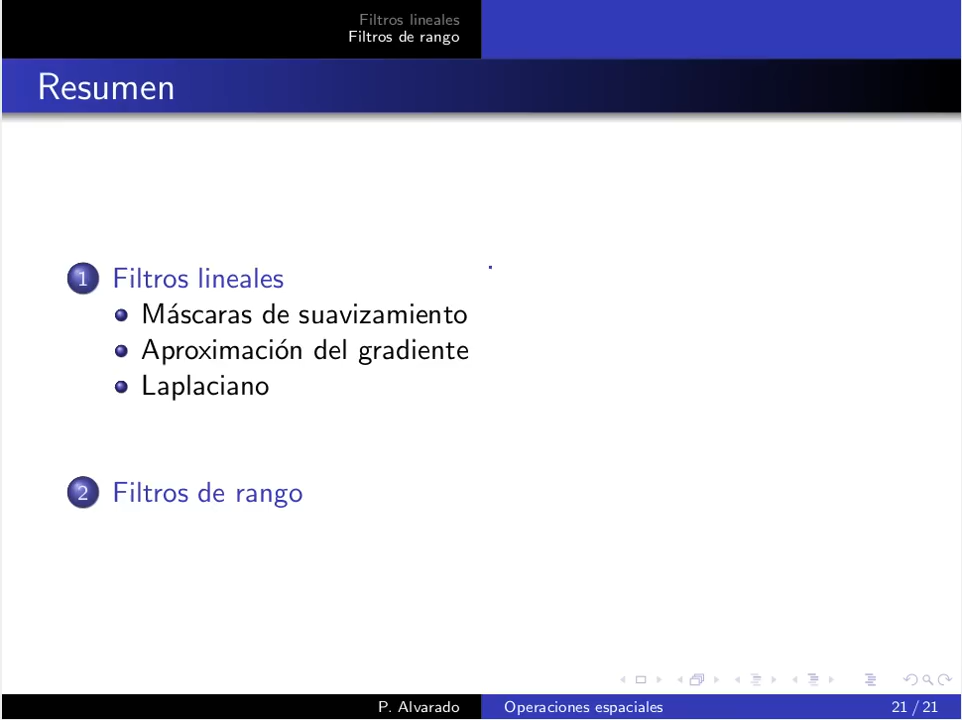 Filtros lineales
Filtros de rango
Resumen
1 Filtros lineales
Máscaras de suavizamiento
Aproximación del gradiente
Laplaciano
2 Filtros de rango
P. Alvarado Operaciones espaciales 21 / 21